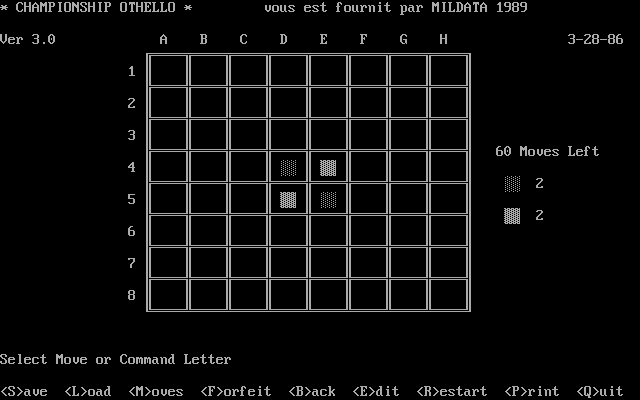 * CHAMPIONSHIP OTHELLO * vous est fournit par MILDATA 1989
Ver 3.0 A B C D E F G H 3-28-86
1
2
3
60 Moves Left
4
2
5
2
6
7
8
Select Move or Command Letter
<S>ave <L>oad <M>oves <F>orfeit <B>ack <E>dit <R>estart <P>rint <Q>uit